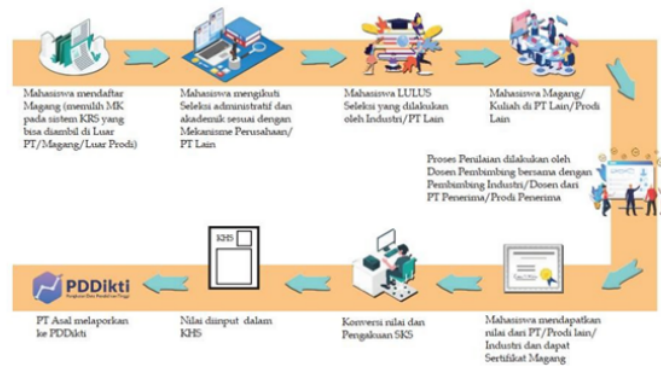 Mahasiswa mendaftar
Magang (memilih MK
pada sistem KRS yang
bisa diambil di Luar
PT/Magang/Luar Prodi)
Mahasiswa mengikuti
Seleksi administratif dan
akademik sesuai dengan
Mekanisme Perusahaan/
PT Lain
Mahasiswa LULUS
Seleksi yang dilakukan
oleh Industri/PT Lain
Mahasiswa Magang/
Kuliah di PT Lain/Prodi
Lain
Proses Penilaian dilakukan oleh
Dosen Pembimbing bersama dengan
Pembimbing Industri/Dosen dari
PT Penerima/Prodi Penerima
Mahasiswa mendapatkan
nilai dari PT/Prodi lain/
Industri dan dapat
Sertifikat Magang
Konversi nilai dan
Pengakuan SKS
KHS
Nilai diinput dalam
KHS
PDDikti
Pangkalan Data Pendidikan Tinggi
PT Asal melaporkan
ke PDDikti